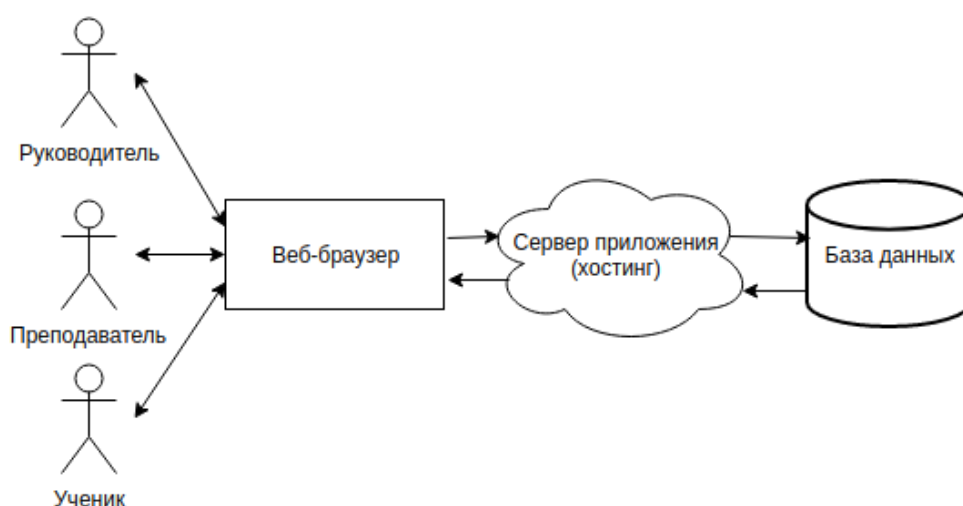 Руководитель
Преподаватель
Ученик
Веб-браузер
Сервер приложения
(хостинг)
База данных